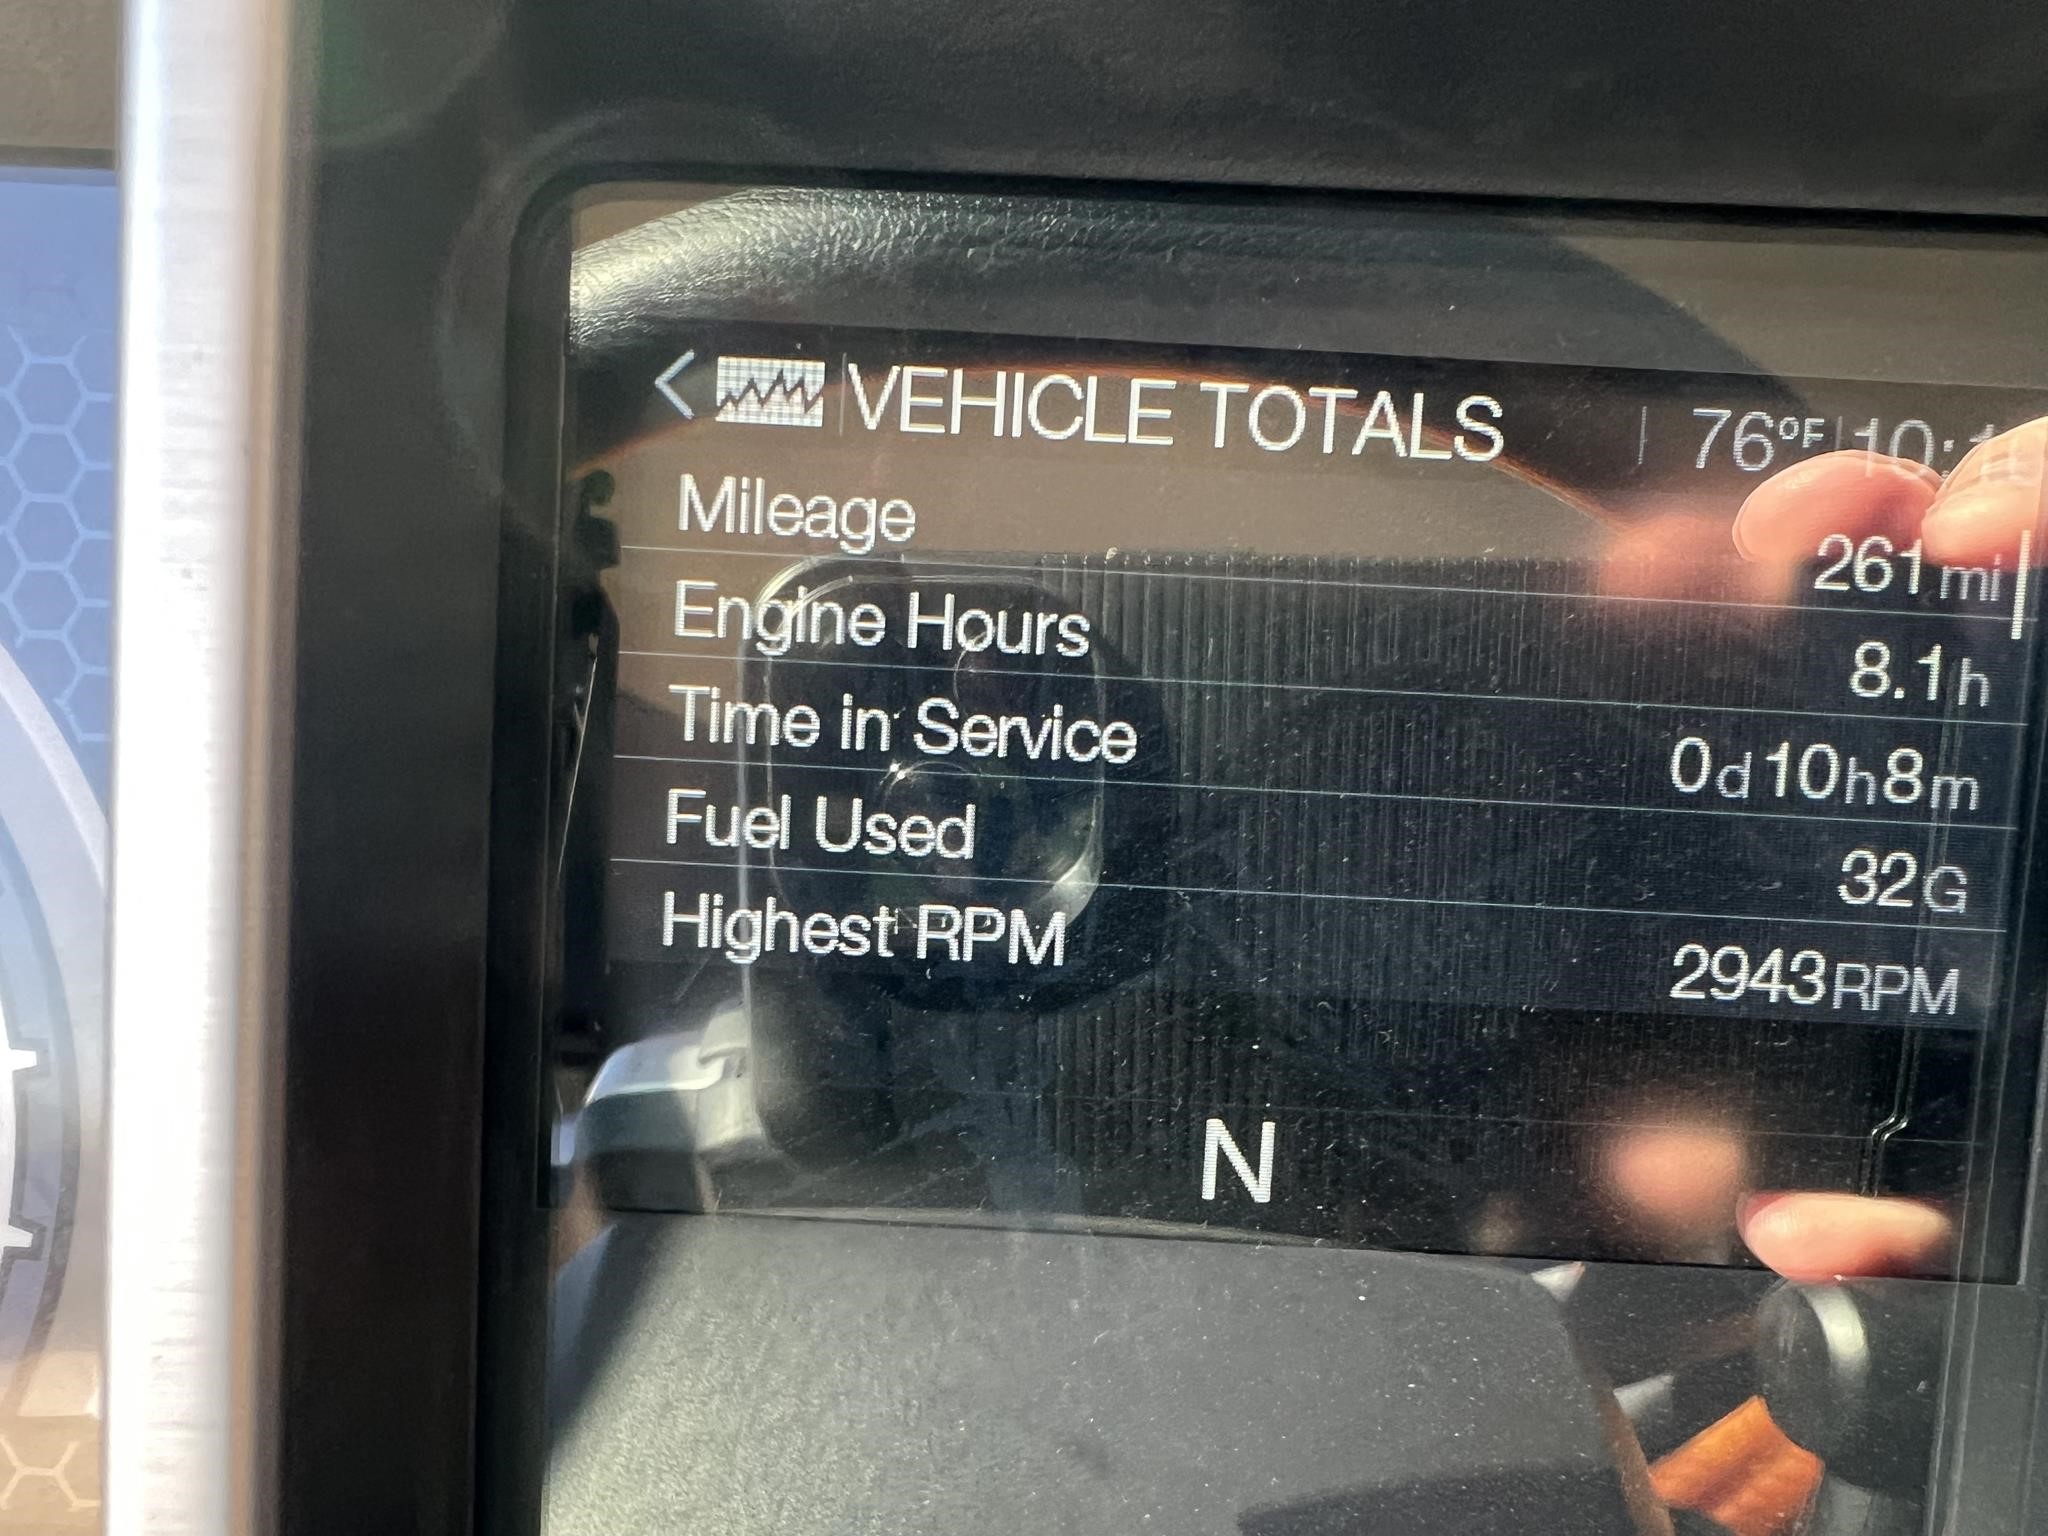 < VEHICLE TOTALS 76°F
Mileage 261 mi
Engine Hours 8.1 h
Time in Service 0d 10h 8m
Fuel Used 32 G
Highest RPM 2943 RPM
N